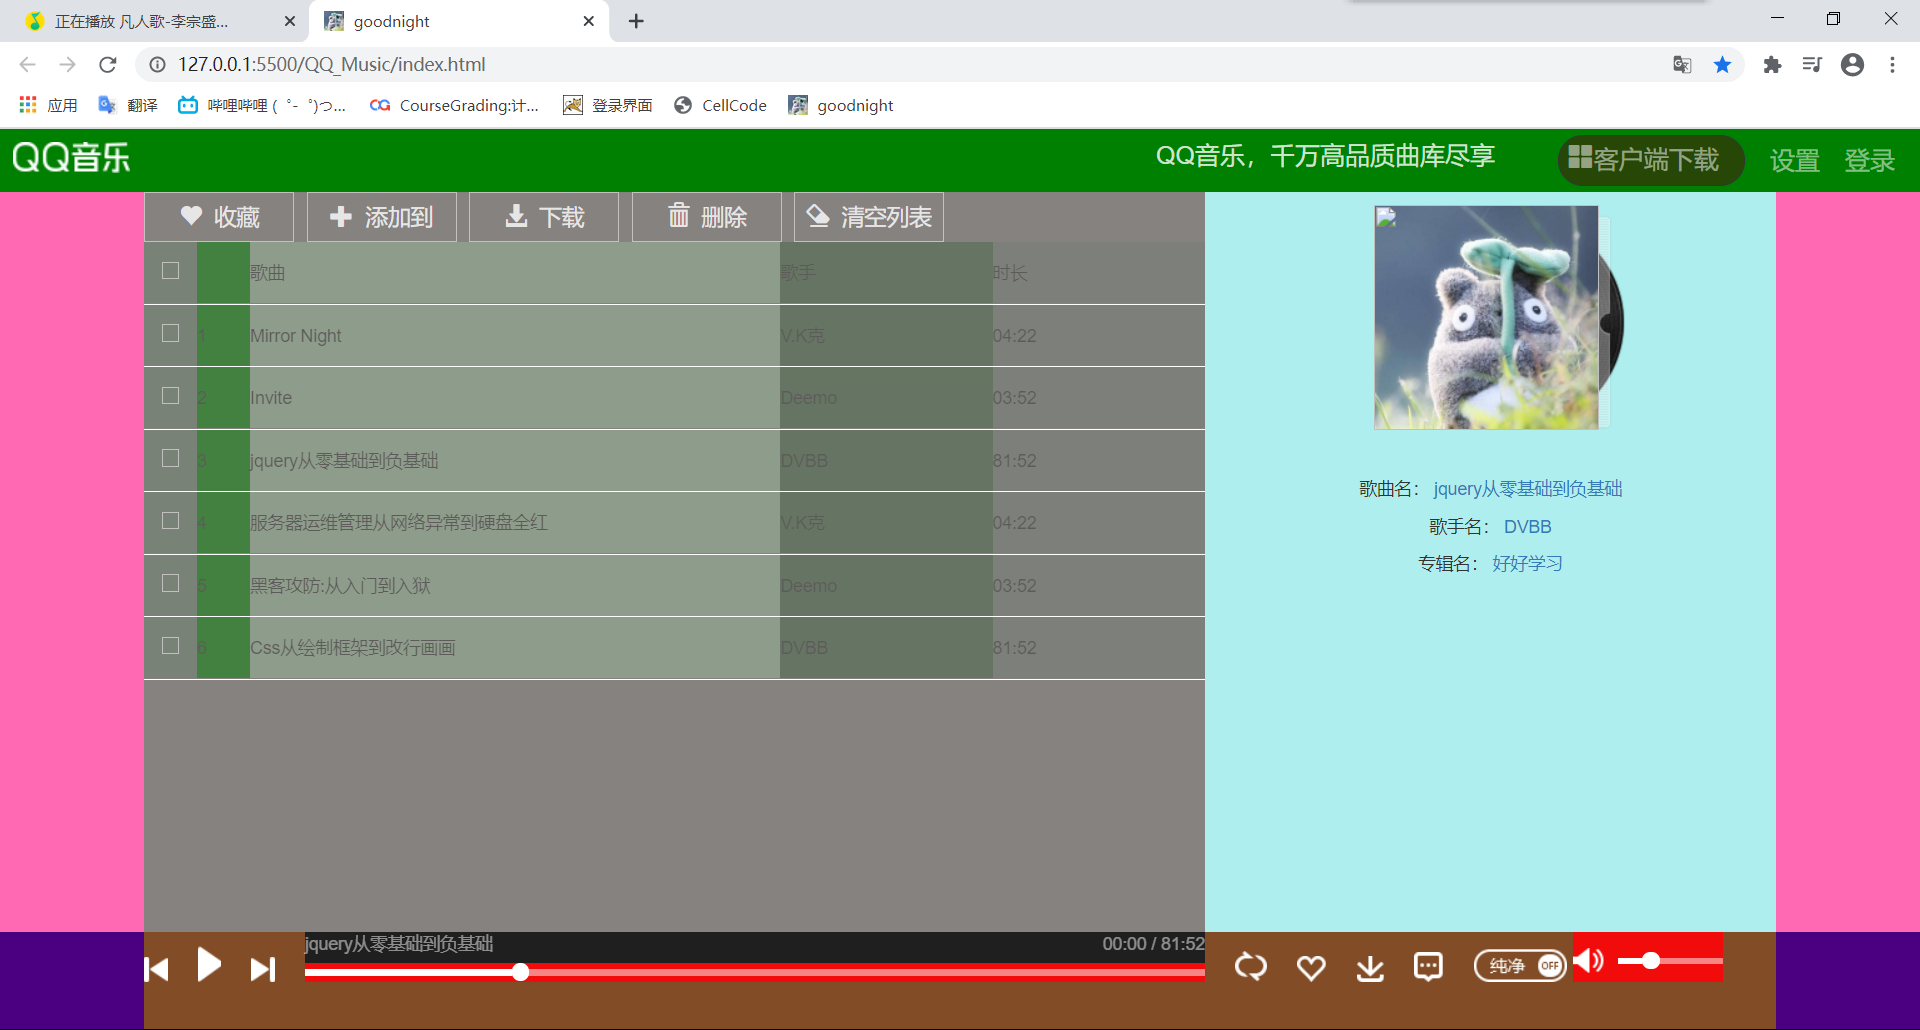 正在播放 凡人歌-李宗盛...
goodnight
127.0.0.1:5500/QQ_Music/index.html
应用 翻译 哔哩哔哩 ( ゜- ゜)つ... CourseGrading:计... 登录界面 CellCode goodnight
QQ音乐 QQ音乐，千万高品质曲库尽享 客户端下载 设置 登录
收藏 添加到 下载 删除 清空列表
歌曲 歌手 时长
1 Mirror Night V.K克 04:22
2 Invite Deemo 03:52
3 jquery从零基础到负基础 DVBB 81:52
4 服务器运维管理从网络异常到硬盘全红 V.K克 04:22
5 黑客攻防:从入门到入狱 Deemo 03:52
6 Css从绘制框架到改行画画 DVBB 81:52
歌曲名： jquery从零基础到负基础
歌手名： DVBB
专辑名： 好好学习
jquery从零基础到负基础 00:00 / 81:52
纯净 OFF